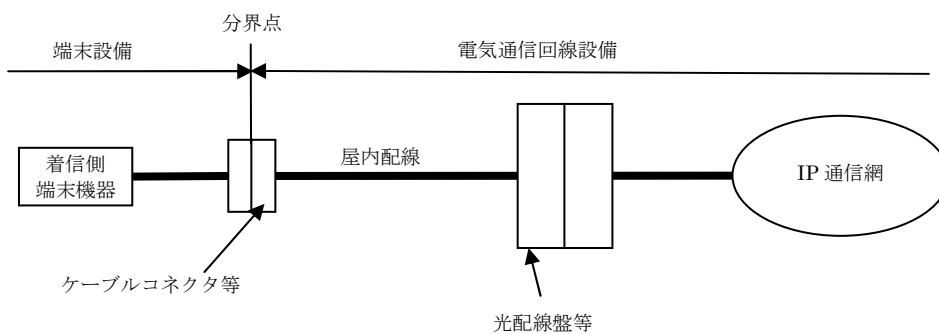 分界点
端末設備
電気通信回線設備
着信側
端末機器
屋内配線
IP 通信網
ケーブルコネクタ等
光配線盤等